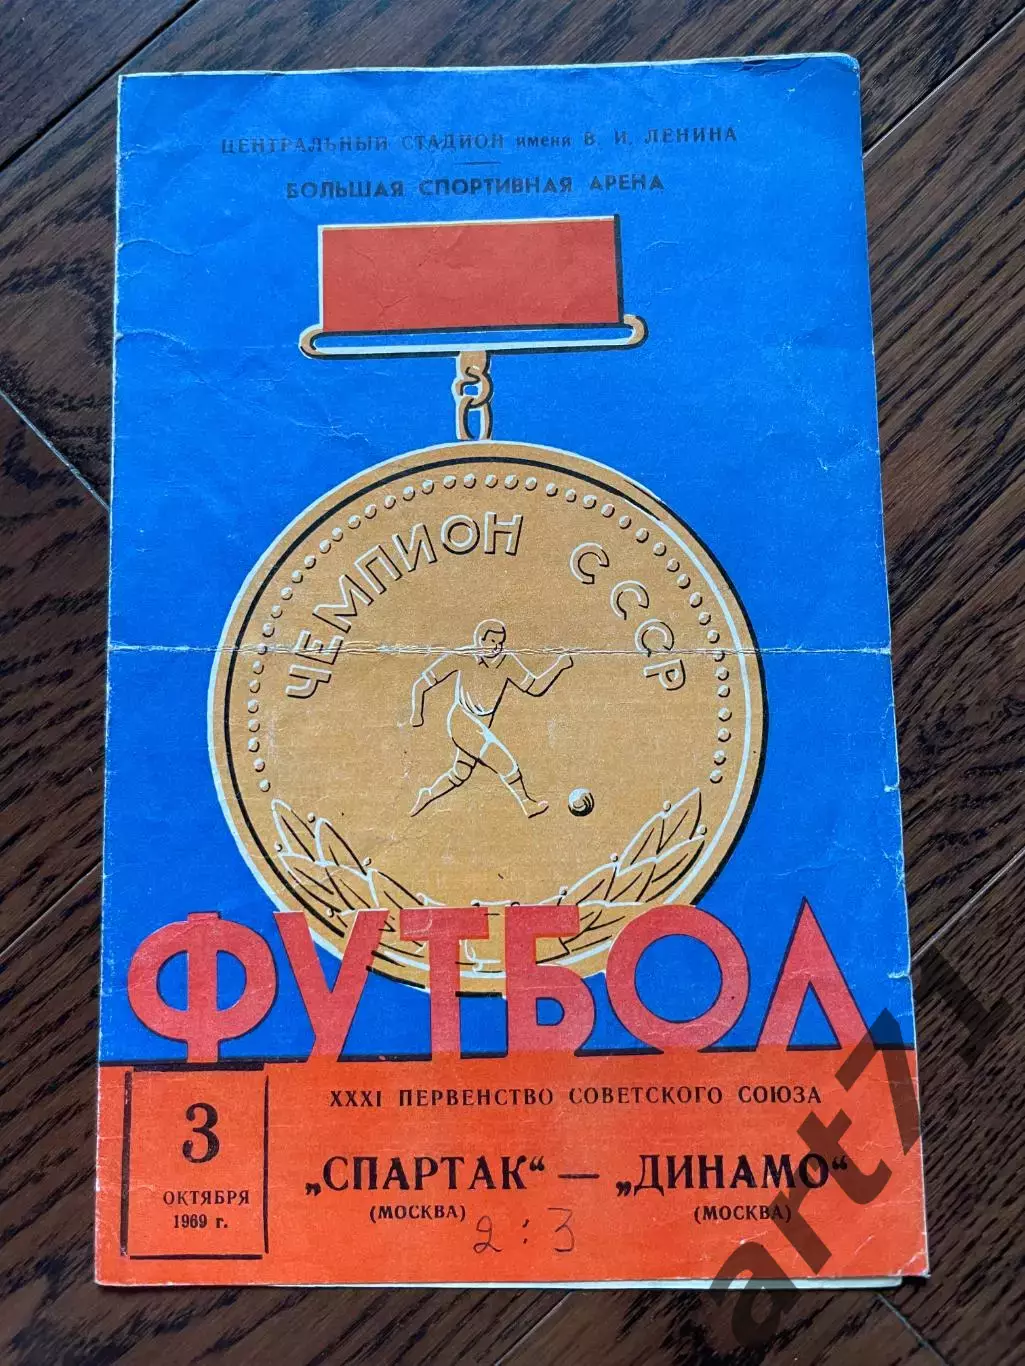 ЦЕНТРАЛЬНЫЙ СТАДИОН имени В. И. ЛЕНИНА
БОЛЬШАЯ СПОРТИВНАЯ АРЕНА
ЧЕМПИОН СССР
ФУТБОЛ
3
ОКТЯБРЯ
1969 г.
XXXI ПЕРВЕНСТВО СОВЕТСКОГО СОЮЗА
„СПАРТАК“ — „ДИНАМО“
(МОСКВА) (МОСКВА)
2 : 3
art71